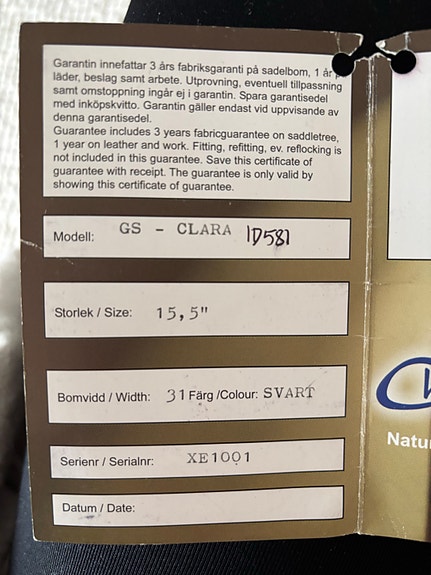 Garantin innefattar 3 års fabriksgaranti på sadelbom, 1 år
läder, beslag samt arbete. Utprovning, eventuell tillpassning
samt omstoppning ingår ej i garantin. Spara garantisedel
med inköpskvitto. Garantin gäller endast vid uppvisande av
denna garantisedel.
Guarantee includes 3 years fabricguarantee on saddletree,
1 year on leather and work. Fitting, refitting, ev. reflocking is
not included in this guarantee. Save this certificate of
guarantee with receipt. The guarantee is only valid by
showing this certificate of guarantee.
Modell: GS - CLARA ID581
Storlek / Size: 15,5"
Bomvidd / Width: 31 Färg /Colour: SVART
Serienr / Serialnr: XE1001
Datum / Date:
Natur